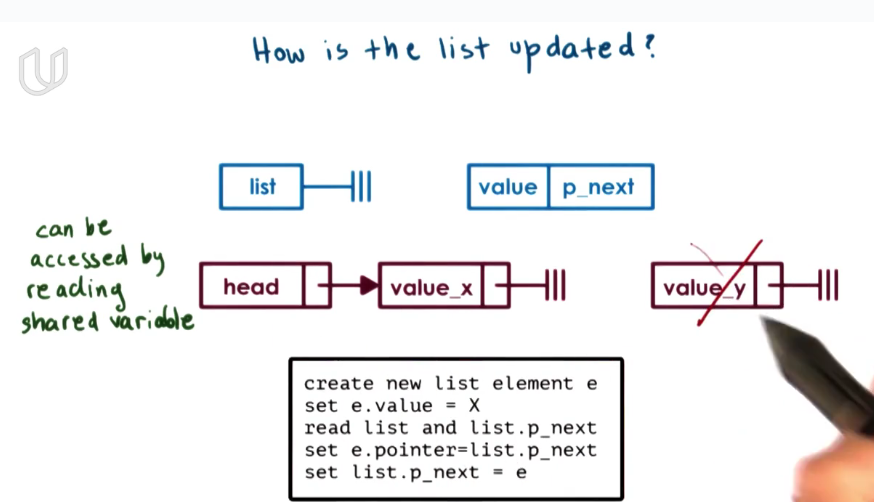 How is the list updated?
list
value p_next
can be
accessed by
reading
shared variable
head value_x value_y
create new list element e
set e.value = X
read list and list.p_next
set e.pointer=list.p_next
set list.p_next = e